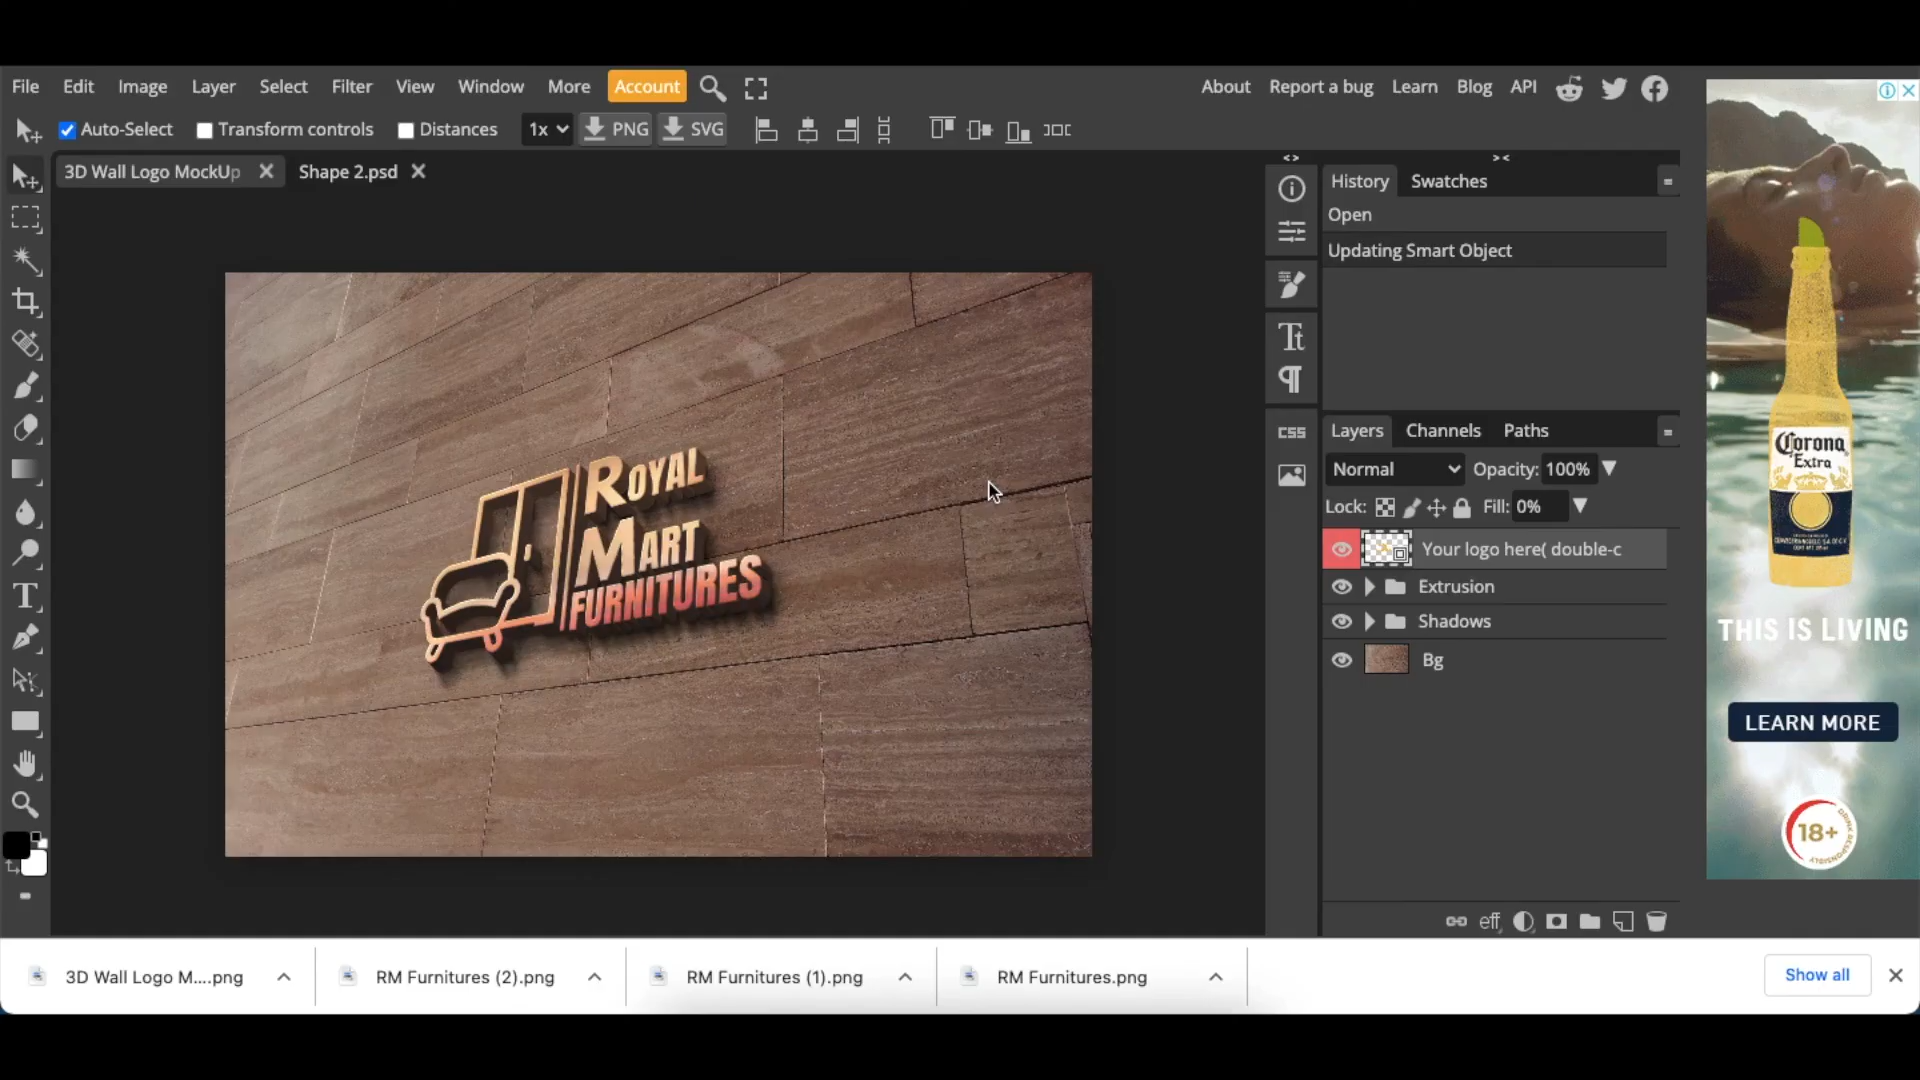 File Edit Image Layer Select Filter View Window More Account
About Report a bug Learn Blog API
Auto-Select Transform controls Distances 1x PNG SVG
3D Wall Logo MockUp Shape 2.psd
History Swatches
Open
Updating Smart Object
Tt
CSS
Layers Channels Paths
Normal Opacity: 100%
Lock: Fill: 0%
Your logo here( double-c
Extrusion
Shadows
Bg
eff
ROYAL
MART
FURNITURES
Corona
Extra
THIS IS LIVING
LEARN MORE
18+
3D Wall Logo M....png RM Furnitures (2).png RM Furnitures (1).png RM Furnitures.png Show all